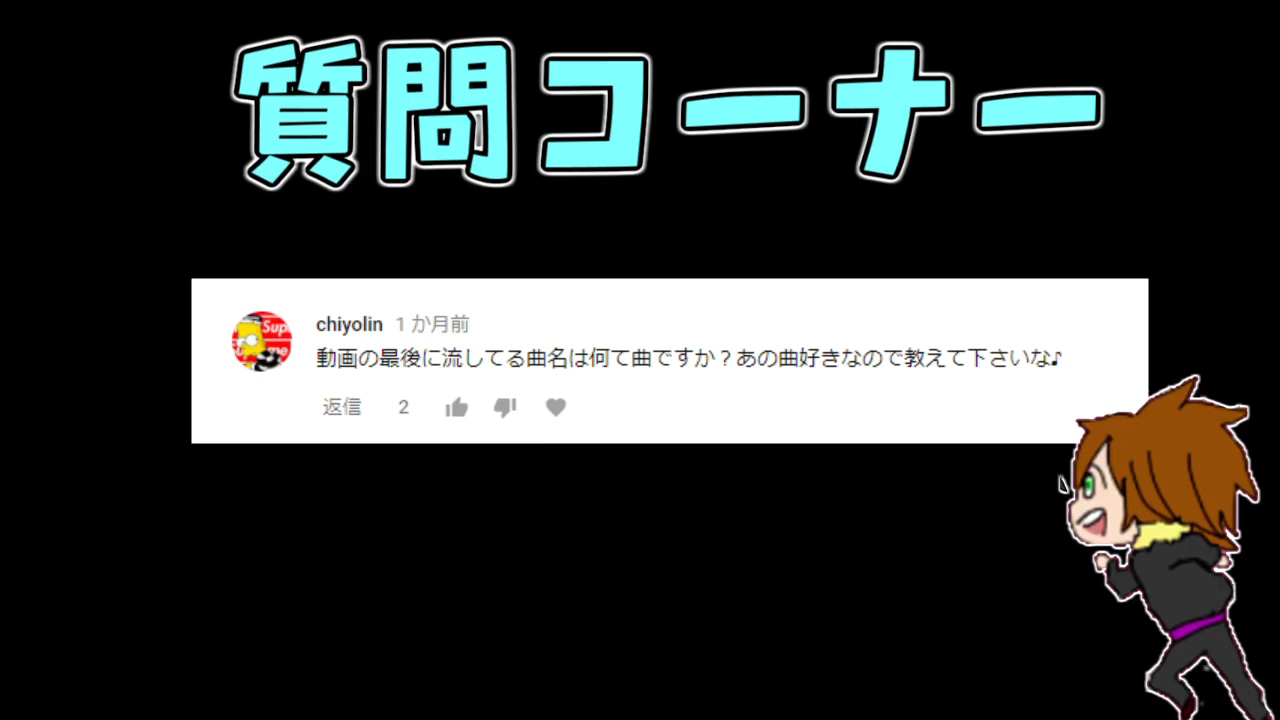 質問コーナー
Sup
me
chiyolin 1 か月前
動画の最後に流してる曲名は何て曲ですか？あの曲好きなので教えて下さいな♪
返信 2